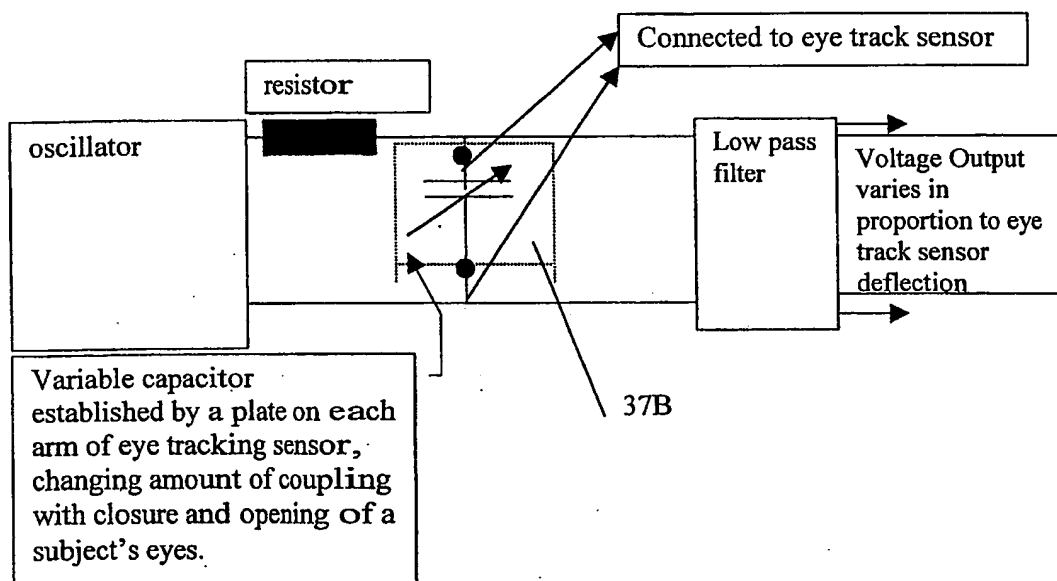 Connected to eye track sensor
resistor
oscillator
Low pass
filter
Voltage Output
varies in
proportion to eye
track sensor
deflection
Variable capacitor
established by a plate on each
arm of eye tracking sensor,
changing amount of coupling
with closure and opening of a
subject's eyes.
37B